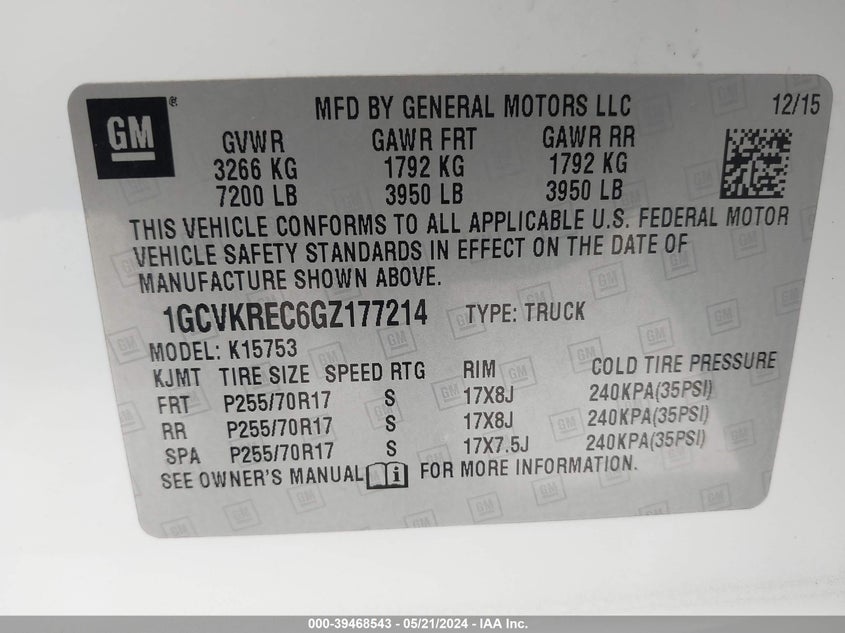 GM ® MFD BY GENERAL MOTORS LLC 12/15
GVWR GAWR FRT GAWR RR
3266 KG 1792 KG 1792 KG
7200 LB 3950 LB 3950 LB
THIS VEHICLE CONFORMS TO ALL APPLICABLE U.S. FEDERAL MOTOR
VEHICLE SAFETY STANDARDS IN EFFECT ON THE DATE OF
MANUFACTURE SHOWN ABOVE.
1GCVKREC6GZ177214 TYPE: TRUCK
MODEL: K15753
KJMT TIRE SIZE SPEED RTG RIM COLD TIRE PRESSURE
FRT P255/70R17 S 17X8J 240KPA(35PSI)
RR P255/70R17 S 17X8J 240KPA(35PSI)
SPA P255/70R17 S 17X7.5J 240KPA(35PSI)
SEE OWNER'S MANUAL FOR MORE INFORMATION.
000-39468543 / 05/21/2024 - IAA Inc.